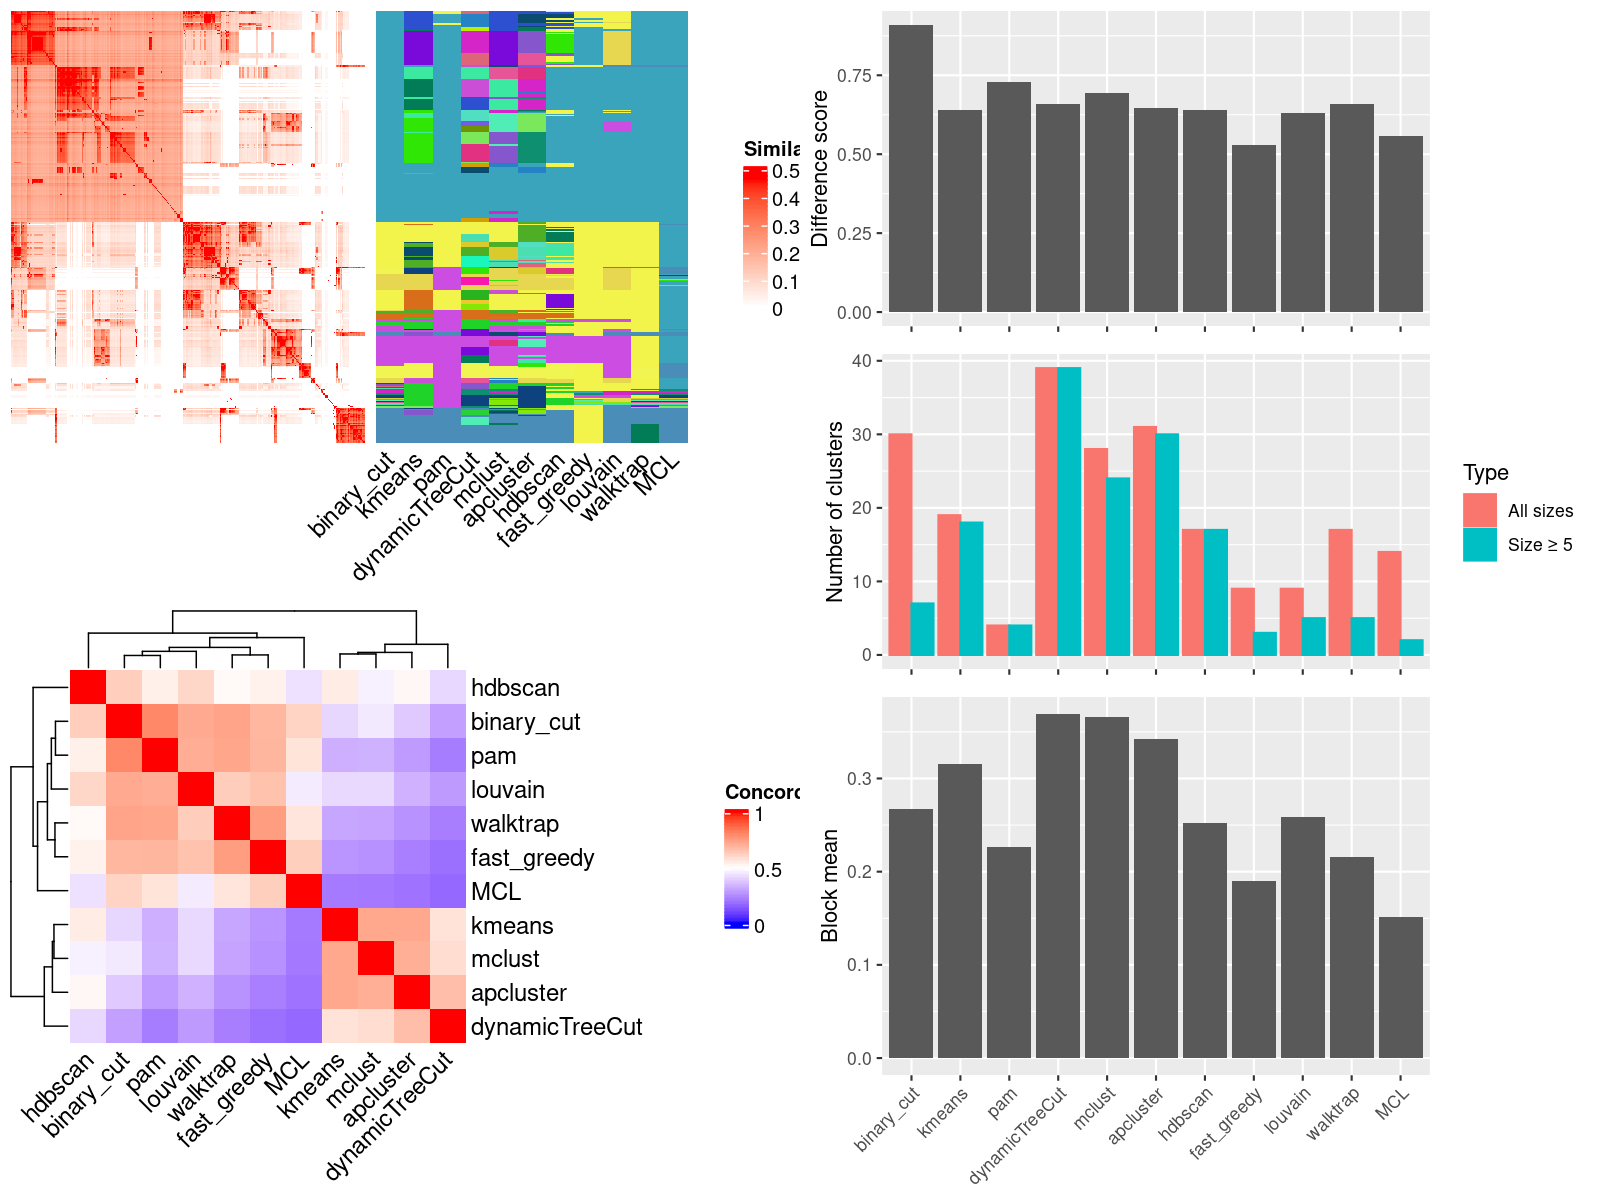 Simila
0.5
0.4
0.3
0.2
0.1
0
binary_cut
kmeans
pam
dynamicTreeCut
mclust
apcluster
hdbscan
fast_greedy
louvain
walktrap
MCL
hdbscan
binary_cut
pam
louvain
walktrap
fast_greedy
MCL
kmeans
mclust
apcluster
dynamicTreeCut
hdbscan
binary_cut
pam
louvain
walktrap
fast_greedy
MCL
kmeans
mclust
apcluster
dynamicTreeCut
Concord
1
0.5
0
Difference score
0.75
0.50
0.25
0.00
Number of clusters
40
30
20
10
0
Type
All sizes
Size ≥ 5
Block mean
0.3
0.2
0.1
0.0
binary_cut
kmeans
pam
dynamicTreeCut
mclust
apcluster
hdbscan
fast_greedy
louvain
walktrap
MCL